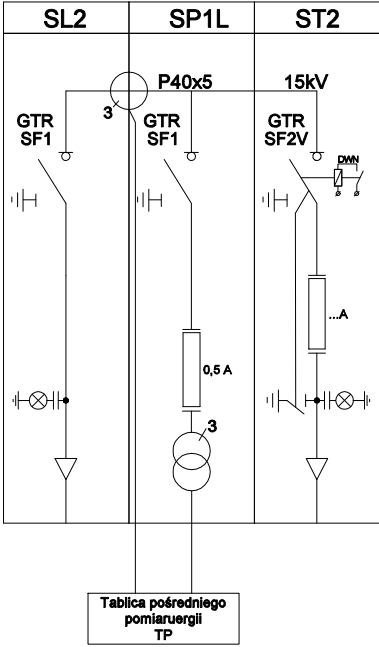 SL2 SP1L ST2
P40x5 15kV
3
GTR SF1
GTR SF1
GTR SF2V
DWN
...A
0,5 A
3
Tablica pośredniego
pomiaruergii
TP